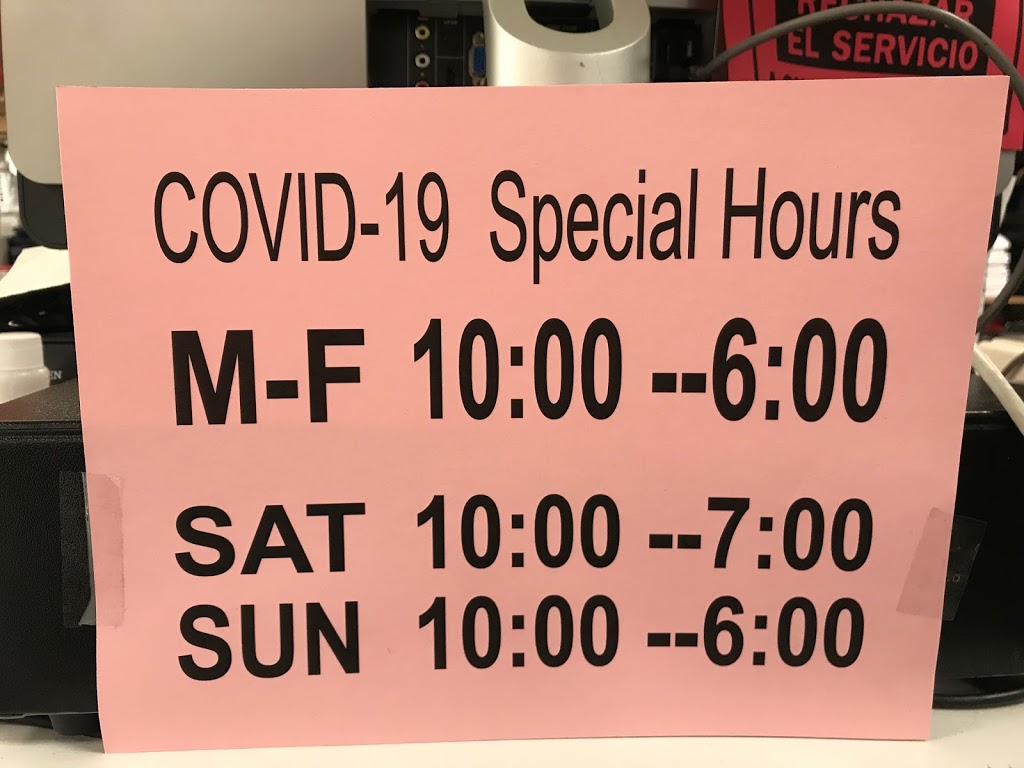 RECHAZAR
EL SERVICIO
COVID-19 Special Hours
M-F 10:00 --6:00
SAT 10:00 --7:00
SUN 10:00 --6:00